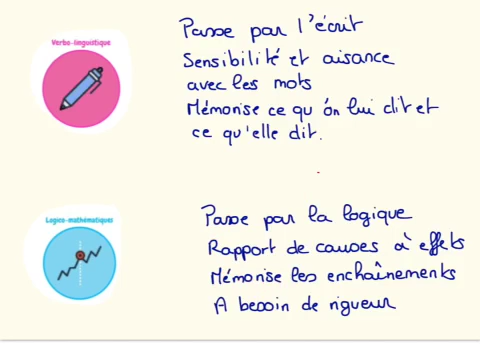 Verbo-linguistique
Passe par l'écrit
Sensibilité et aisance
avec les mots
Mémorise ce qu'on lui dit et
ce qu'elle dit.
Logico-mathématiques
Passe par la logique
Rapport de causes à effets
Mémorise les enchaînements
A besoin de rigueur